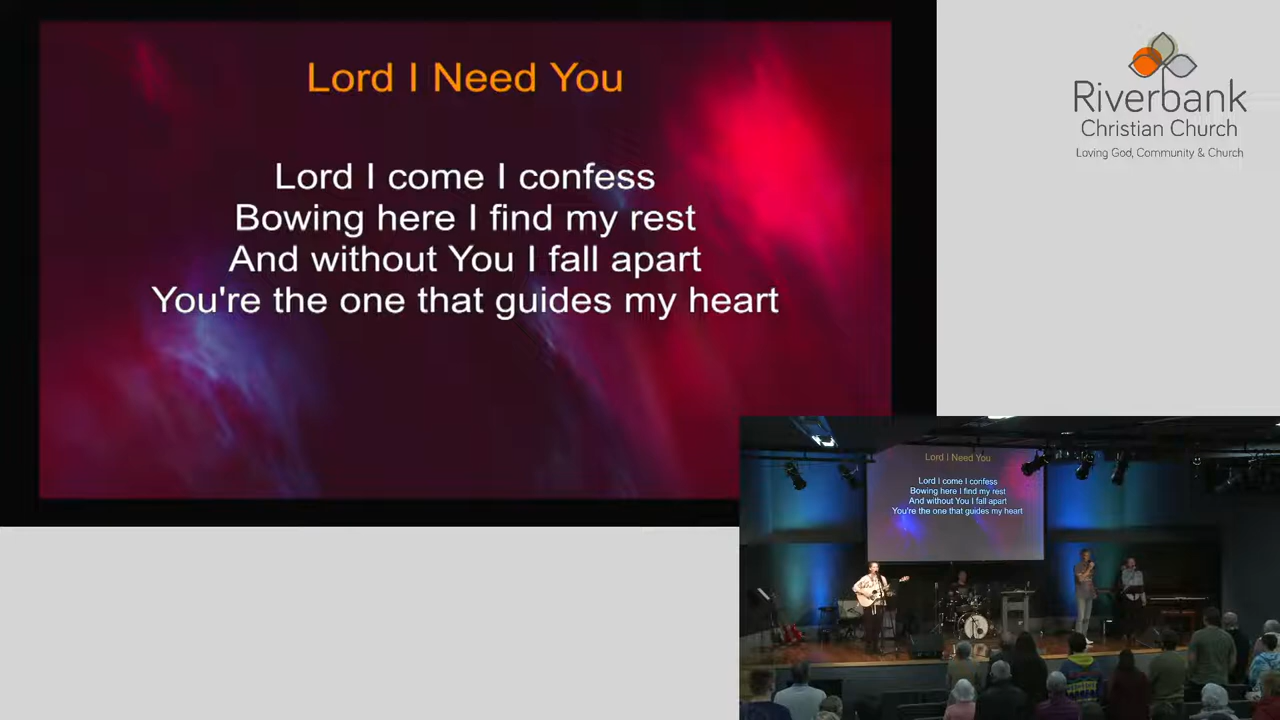 Lord I Need You
Lord I come I confess
Bowing here I find my rest
And without You I fall apart
You're the one that guides my heart
Riverbank
Christian Church
Loving God, Community & Church
Lord I Need You
Lord I come I confess
Bowing here I find my rest
And without You I fall apart
You're the one that guides my heart